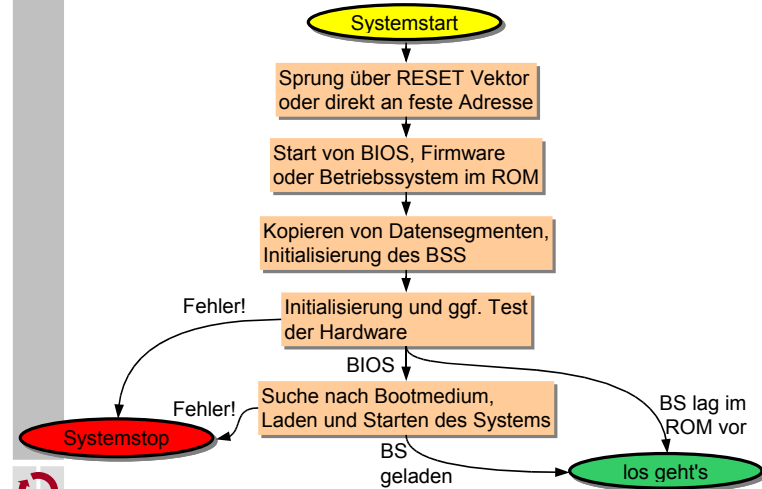 Systemstart
Sprung über RESET Vektor
oder direkt an feste Adresse
Start von BIOS, Firmware
oder Betriebssystem im ROM
Kopieren von Datensegmenten,
Initialisierung des BSS
Fehler!
Initialisierung und ggf. Test
der Hardware
BIOS
Suche nach Bootmedium,
Laden und Starten des Systems
Fehler!
BS lag im
ROM vor
Systemstop
BS
geladen
los geht's